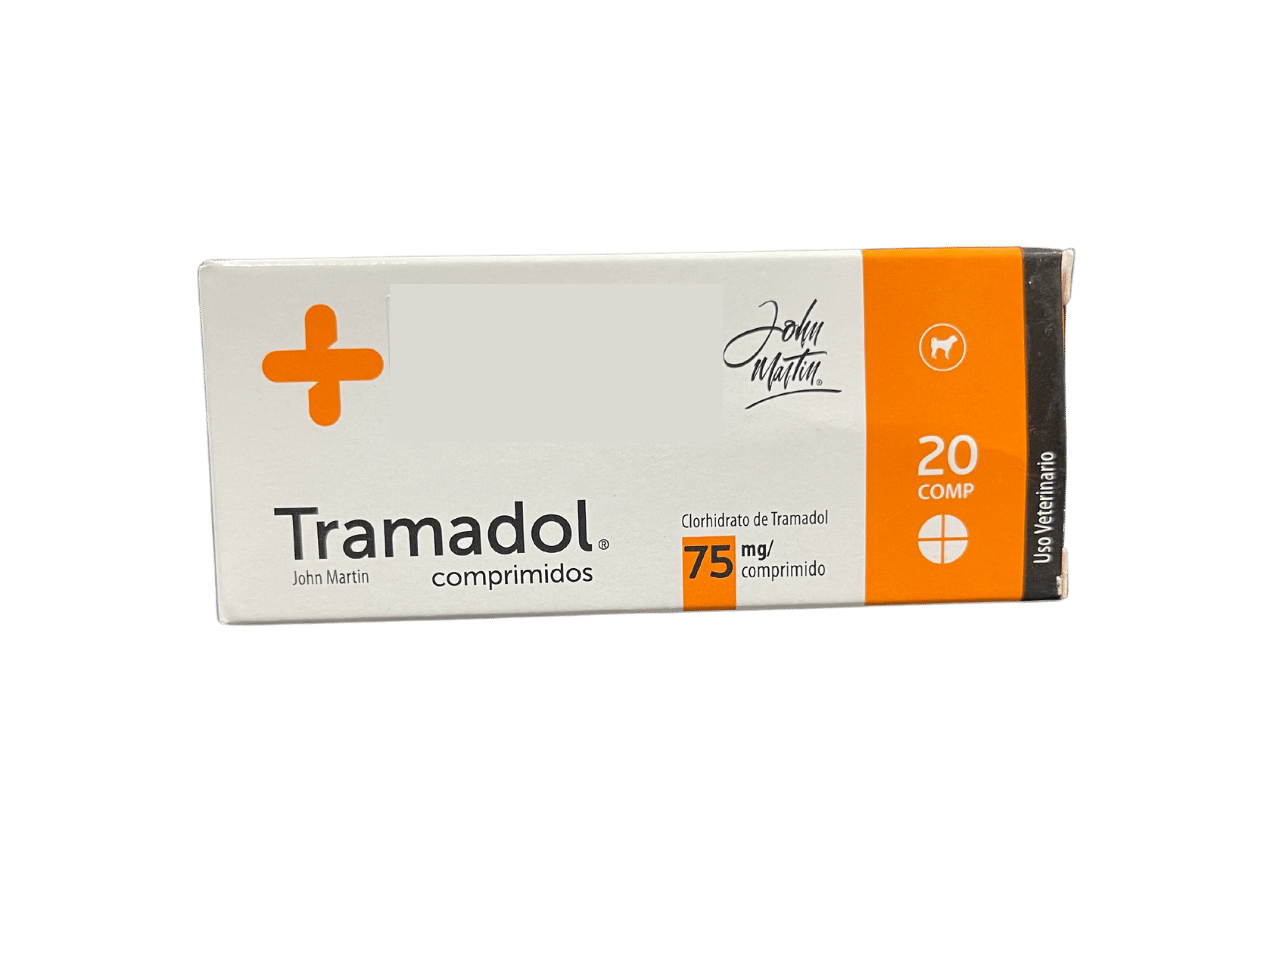 John
Martin®
Tramadol®
John Martin
comprimidos
Clorhidrato de Tramadol
75 mg/
comprimido
20
COMP
Uso Veterinario